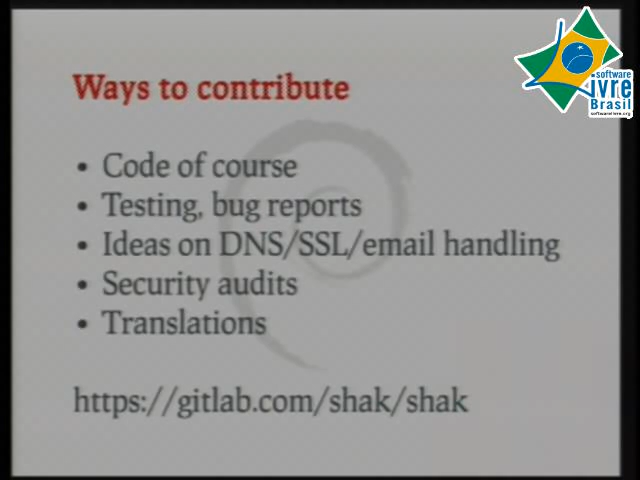 Ways to contribute
software
livre
Brasil
softwarelivre.org
• Code of course
• Testing, bug reports
• Ideas on DNS/SSL/email handling
• Security audits
• Translations
https://gitlab.com/shak/shak